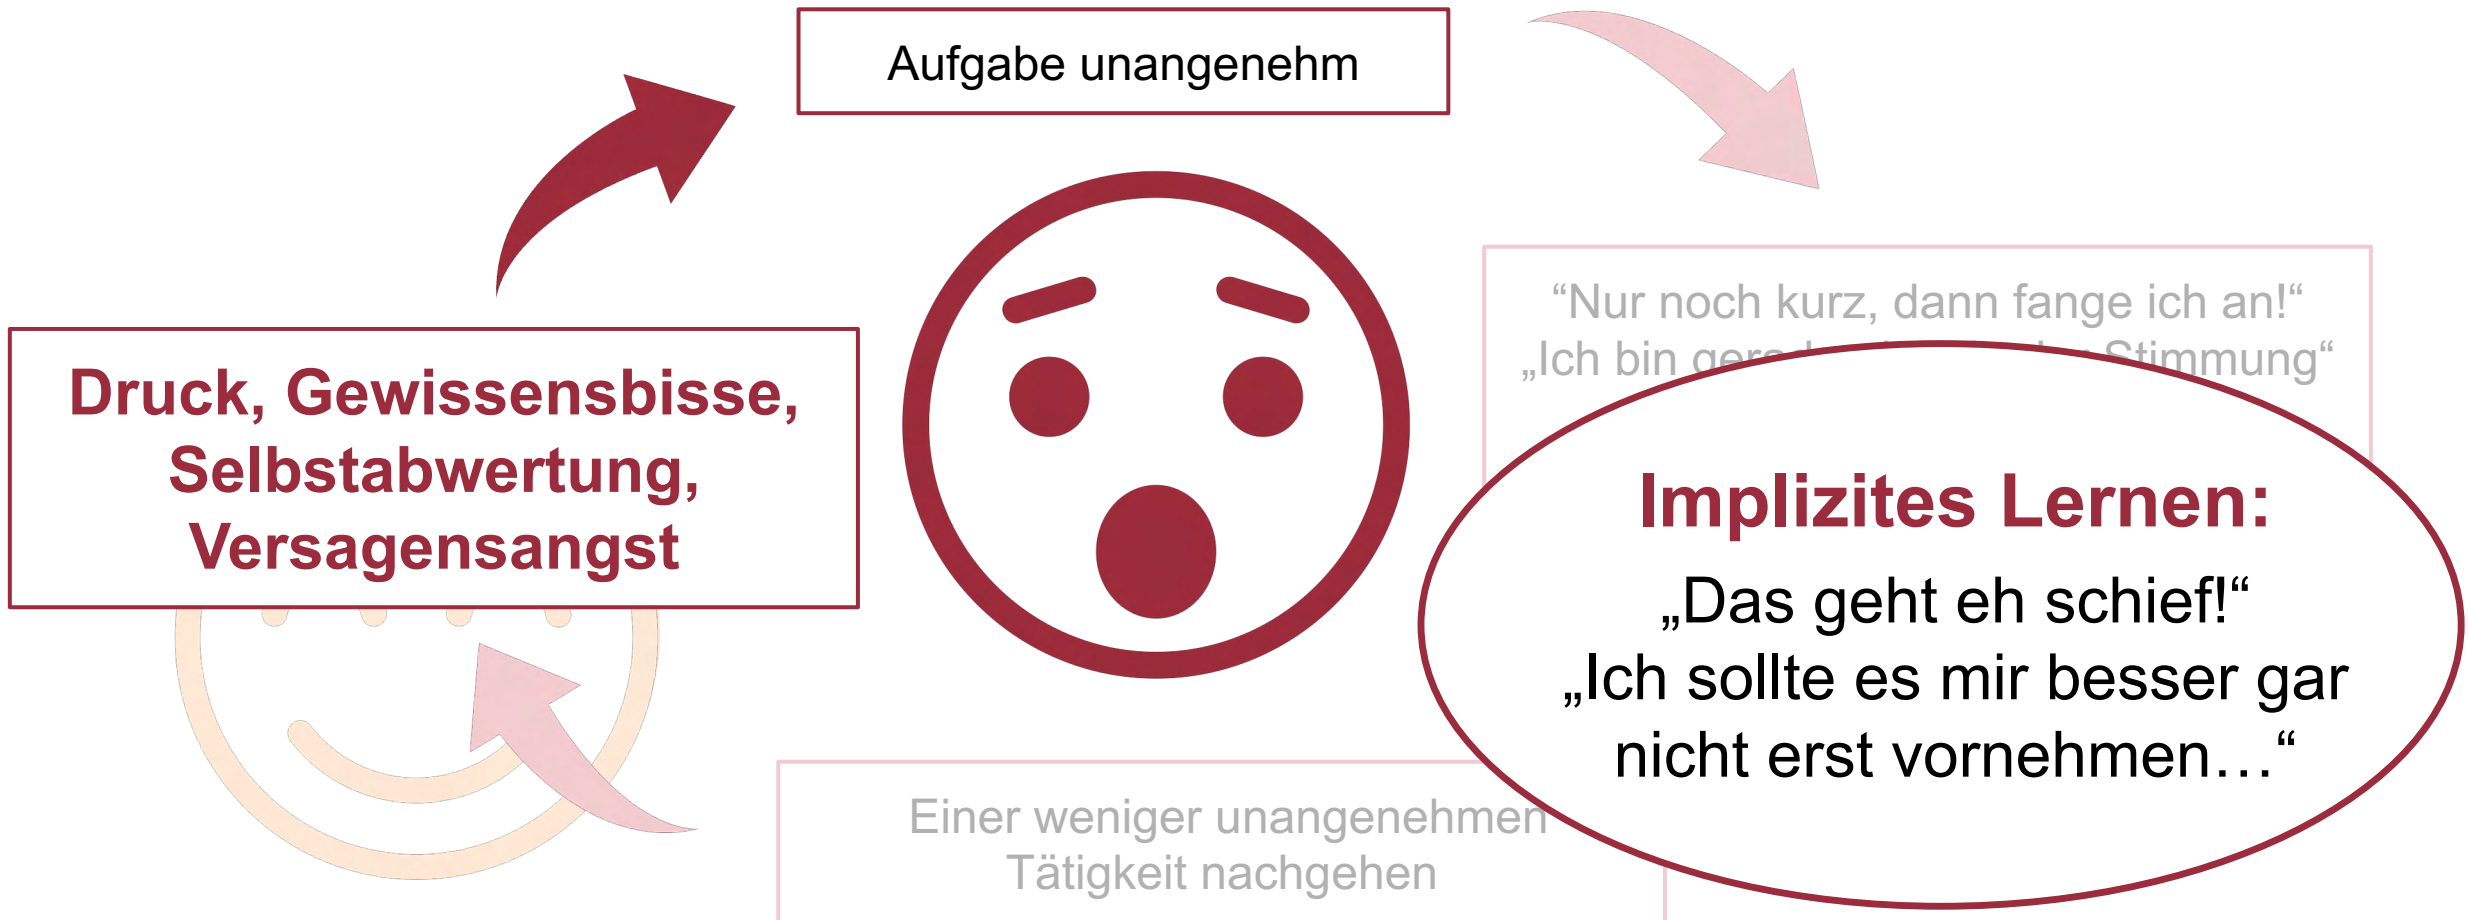 Aufgabe unangenehm
“Nur noch kurz, dann fange ich an!“
„Ich bin Stimmung“
Druck, Gewissensbisse,
Selbstabwertung,
Versagensangst
Implizites Lernen:
„Das geht eh schief!“
„Ich sollte es mir besser gar
nicht erst vornehmen…“
Einer weniger unangenehmen
Tätigkeit nachgehen